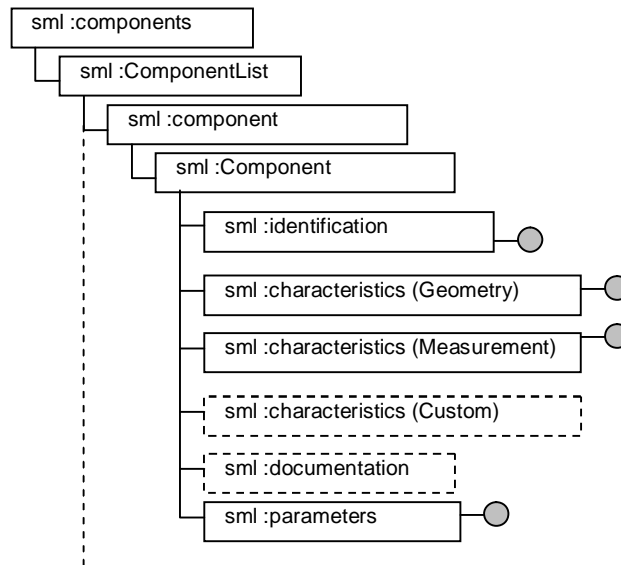 sml :components
sml :ComponentList
sml :component
sml :Component
sml :identification
sml :characteristics (Geometry)
sml :characteristics (Measurement)
sml :characteristics (Custom)
sml :documentation
sml :parameters